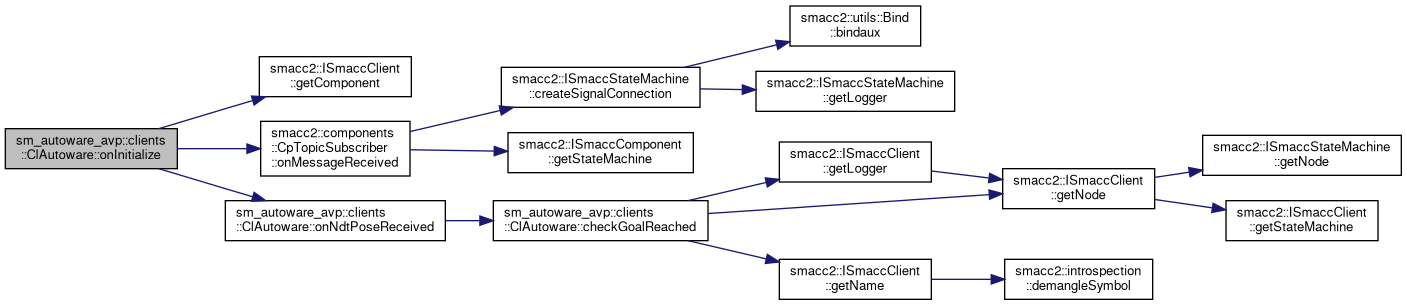 sm_autoware_avp::clients
::ClAutoware::onInitialize
smacc2::ISmaccClient
::getComponent
smacc2::components
::CpTopicSubscriber
::onMessageReceived
sm_autoware_avp::clients
::ClAutoware::onNdtPoseReceived
smacc2::ISmaccStateMachine
::createSignalConnection
smacc2::ISmaccComponent
::getStateMachine
sm_autoware_avp::clients
::ClAutoware::checkGoalReached
smacc2::utils::Bind
::bindaux
smacc2::ISmaccStateMachine
::getLogger
smacc2::ISmaccClient
::getLogger
smacc2::ISmaccClient
::getName
smacc2::ISmaccClient
::getNode
smacc2::introspection
::demangleSymbol
smacc2::ISmaccStateMachine
::getNode
smacc2::ISmaccClient
::getStateMachine